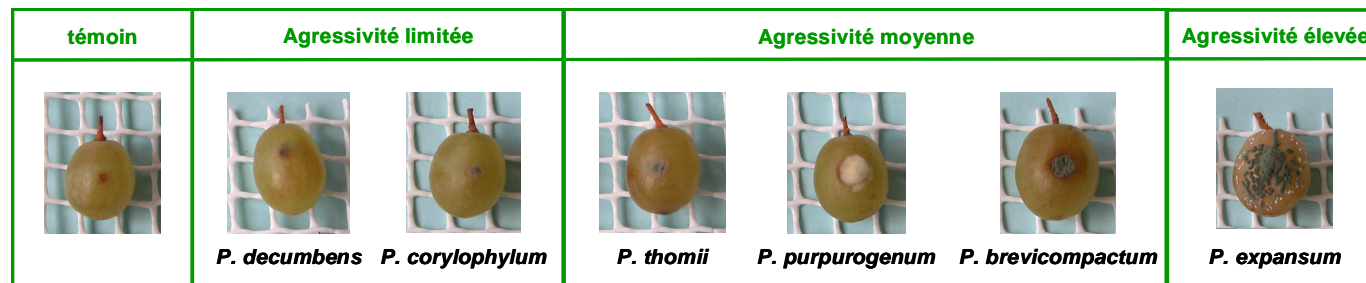 témoin
Agressivité limitée
Agressivité moyenne
Agressivité élevée
P. decumbens
P. corylophylum
P. thomii
P. purpurogenum
P. brevicompactum
P. expansum